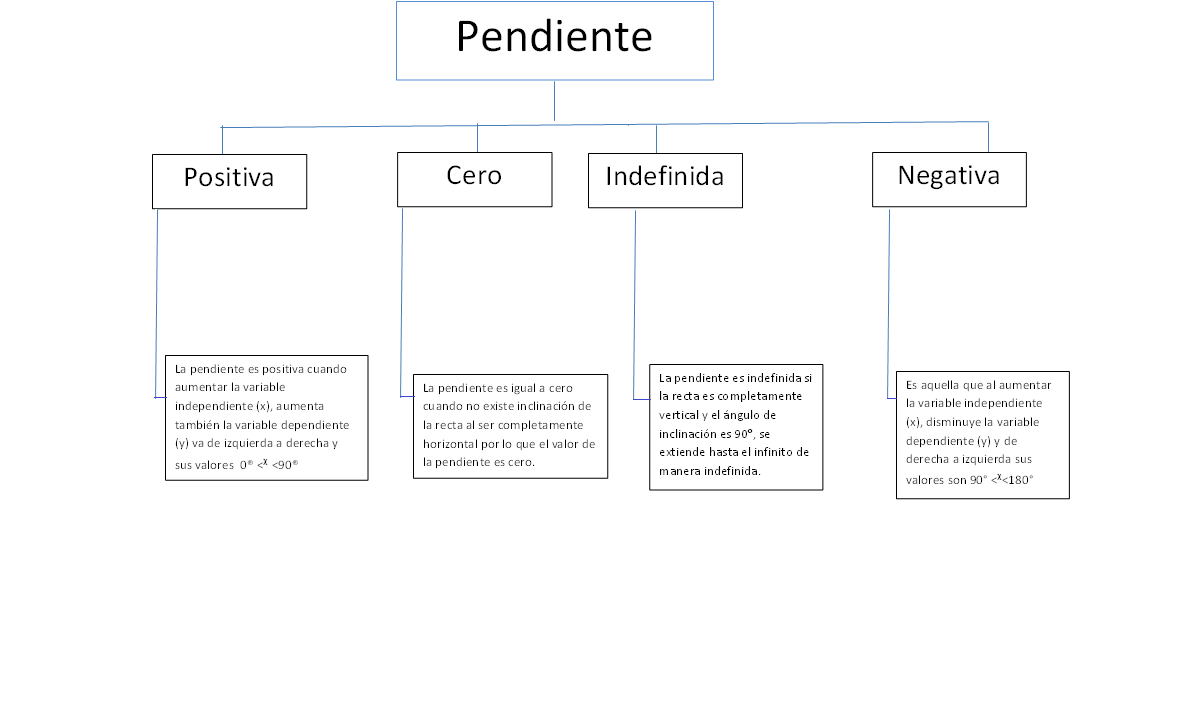 Pendiente
Positiva
Cero
Indefinida
Negativa
La pendiente es positiva cuando
aumentar la variable
independiente (x), aumenta
también la variable dependiente
(y) va de izquierda a derecha y
sus valores 0° <χ <90°
La pendiente es igual a cero
cuando no existe inclinación de
la recta al ser completamente
horizontal por lo que el valor de
la pendiente es cero.
La pendiente es indefinida si
la recta es completamente
vertical y el ángulo de
inclinación es 90°, se
extiende hasta el infinito de
manera indefinida.
Es aquella que al aumentar
la variable independiente
(x), disminuye la variable
dependiente (y) y de
derecha a izquierda sus
valores son 90° <χ<180°